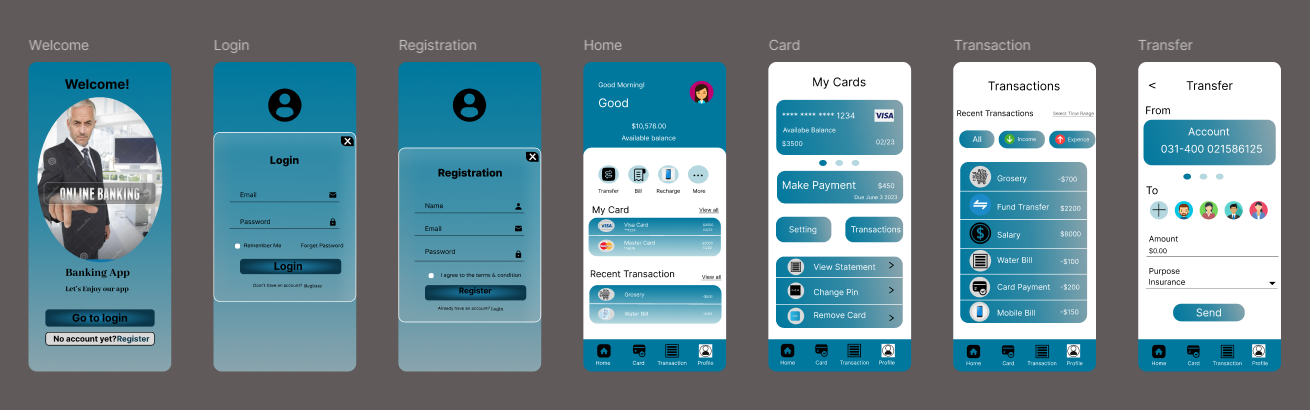 Welcome
Login
Registration
Home
Card
Transaction
Transfer
Welcome!
ONLINE BANKING
Banking App
Let's Enjoy our app
Go to login
No account yet?Register
X
Login
Email
Password
Remember Me
Forget Password
Login
Don't have an account? Register
X
Registration
Name
Email
Password
I agree to the terms & condition
Register
Already have an account? Login
Good Morning!
Good
$10,578.00
Available balance
Transfer
Bill
Recharge
More
My Card
View all
VISA
Visa Card
Master Card
Recent Transaction
View all
Grosery
Water Bill
Home
Card
Transaction
Profile
My Cards
**** **** **** 1234
VISA
Availabe Balance
$3500
02/23
Make Payment
$450
Due June 3 2023
Setting
Transactions
View Statement >
Change Pin >
Remove Card >
Home
Card
Transaction
Profile
Transactions
Recent Transactions
Select Time Range
All
Income
Expence
Grosery -$700
Fund Transfer $2200
Salary $8000
Water Bill -$100
Card Payment -$200
Mobile Bill -$150
Home
Card
Transaction
Profile
< Transfer
From
Account
031-400 021586125
To
Amount
$0.00
Purpose
Insurance
Send
Home
Card
Transaction
Profile